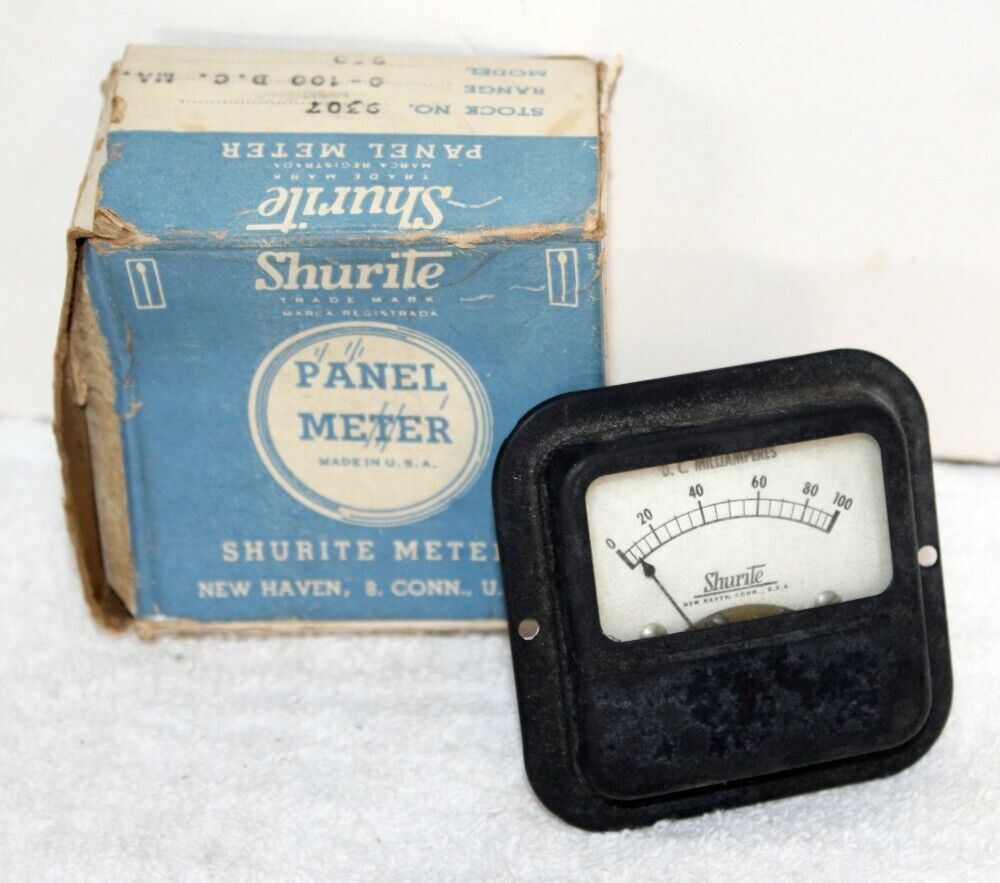 STOCK NO. 9307
RANGE 0-100 D.C. MA.
MODEL
PANEL METER
MARCA REGISTRADA
TRADE MARK
Shurite
Shurite
TRADE MARK
MARCA REGISTRADA
PANEL
METER
MADE IN U.S.A.
SHURITE METE
NEW HAVEN, 8. CONN., U.
D. C. MILLIAMPERES
0 20 40 60 80 100
Shurite
NEW HAVEN, CONN., U.S.A.